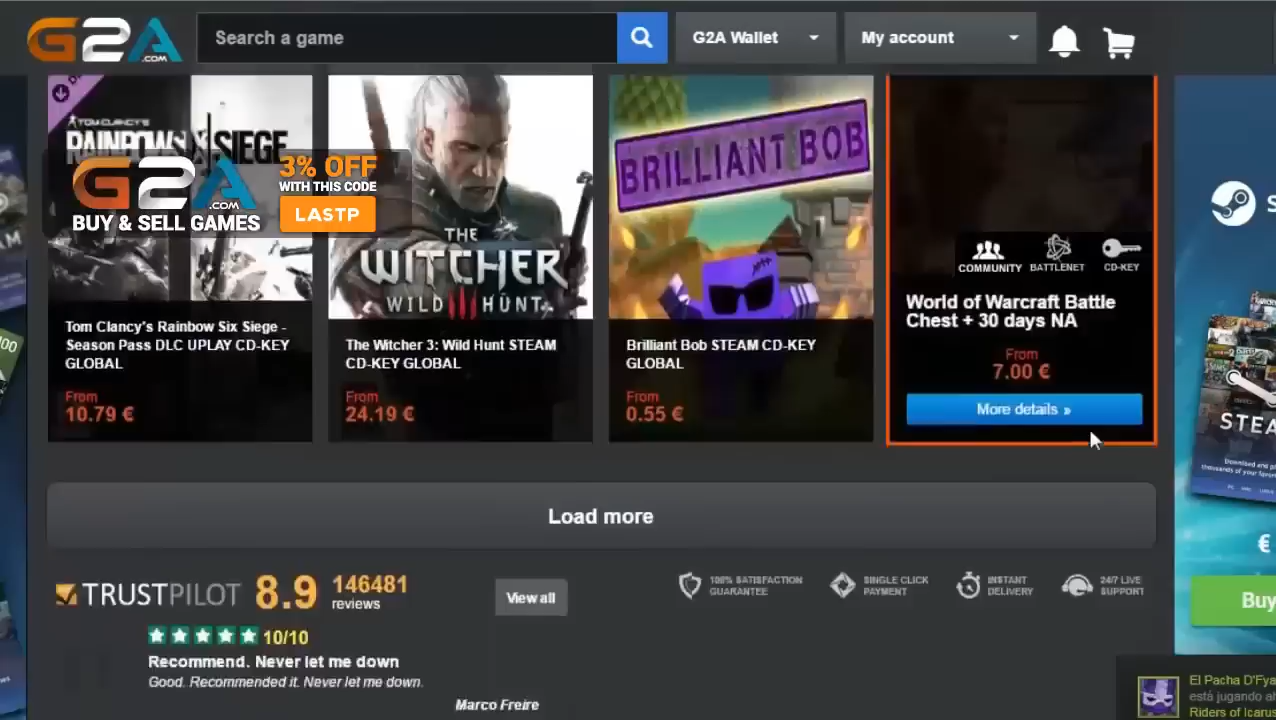 G2A.COM
Search a game
G2A Wallet
My account
TOM CLANCY'S
RAINBOW SIX SIEGE
G2A.COM
BUY & SELL GAMES
3% OFF
WITH THIS CODE
LASTP
Tom Clancy's Rainbow Six Siege -
Season Pass DLC UPLAY CD-KEY
GLOBAL
From
10.79 €
THE
WITCHER
WILD HUNT
The Witcher 3: Wild Hunt STEAM
CD-KEY GLOBAL
From
24.19 €
BRILLIANT BOB
Brilliant Bob STEAM CD-KEY
GLOBAL
From
0.55 €
COMMUNITY
BATTLENET
CD-KEY
World of Warcraft Battle
Chest + 30 days NA
From
7.00 €
More details »
Load more
TRUSTPILOT 8.9 146481
reviews
View all
100% SATISFACTION
GUARANTEE
SINGLE CLICK
PAYMENT
INSTANT
DELIVERY
24/7 LIVE
SUPPORT
10/10
Recommend. Never let me down
Good. Recommended it. Never let me down.
Marco Freire
€
Buy
El Pacha D'Fya
está jugando a
Riders of Icarus